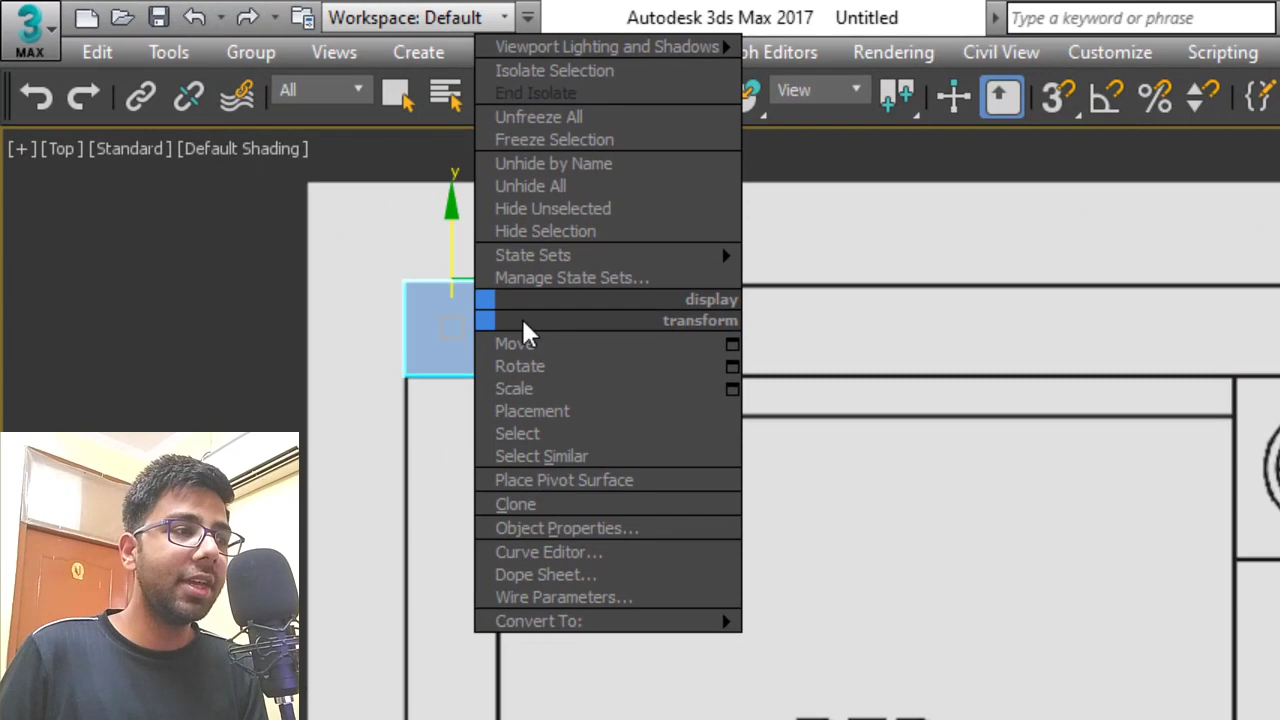 3
MAX
Workspace: Default
Autodesk 3ds Max 2017 Untitled
Type a keyword or phrase
Edit Tools Group Views Create
ph Editors Rendering Civil View Customize Scripting
All
View
3
%
[+] [Top] [Standard] [Default Shading]
y
Viewport Lighting and Shadows
Isolate Selection
End Isolate
Unfreeze All
Freeze Selection
Unhide by Name
Unhide All
Hide Unselected
Hide Selection
State Sets
Manage State Sets...
display
transform
Move
Rotate
Scale
Placement
Select
Select Similar
Place Pivot Surface
Clone
Object Properties...
Curve Editor...
Dope Sheet...
Wire Parameters...
Convert To: